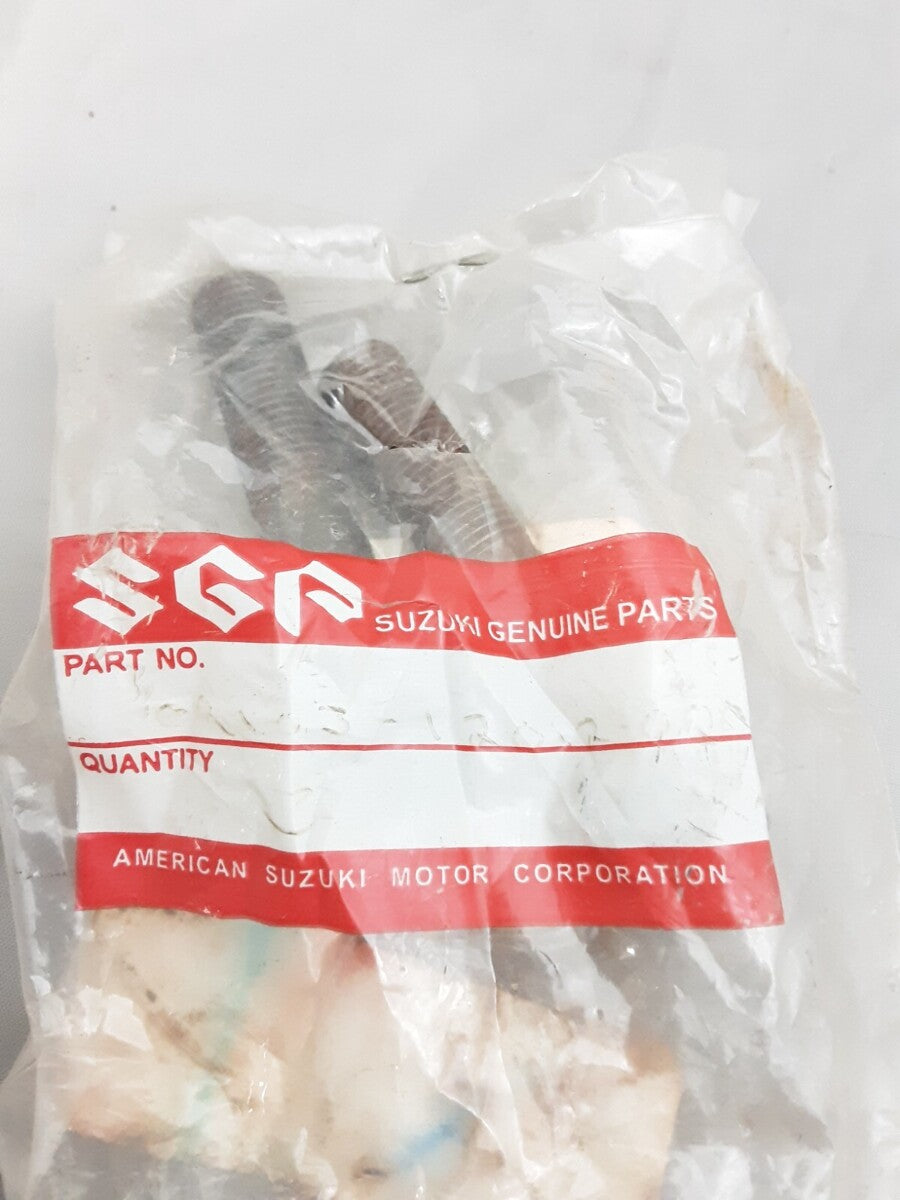 SGP SUZUKI GENUINE PARTS
PART NO.
QUANTITY
AMERICAN SUZUKI MOTOR CORPORATION